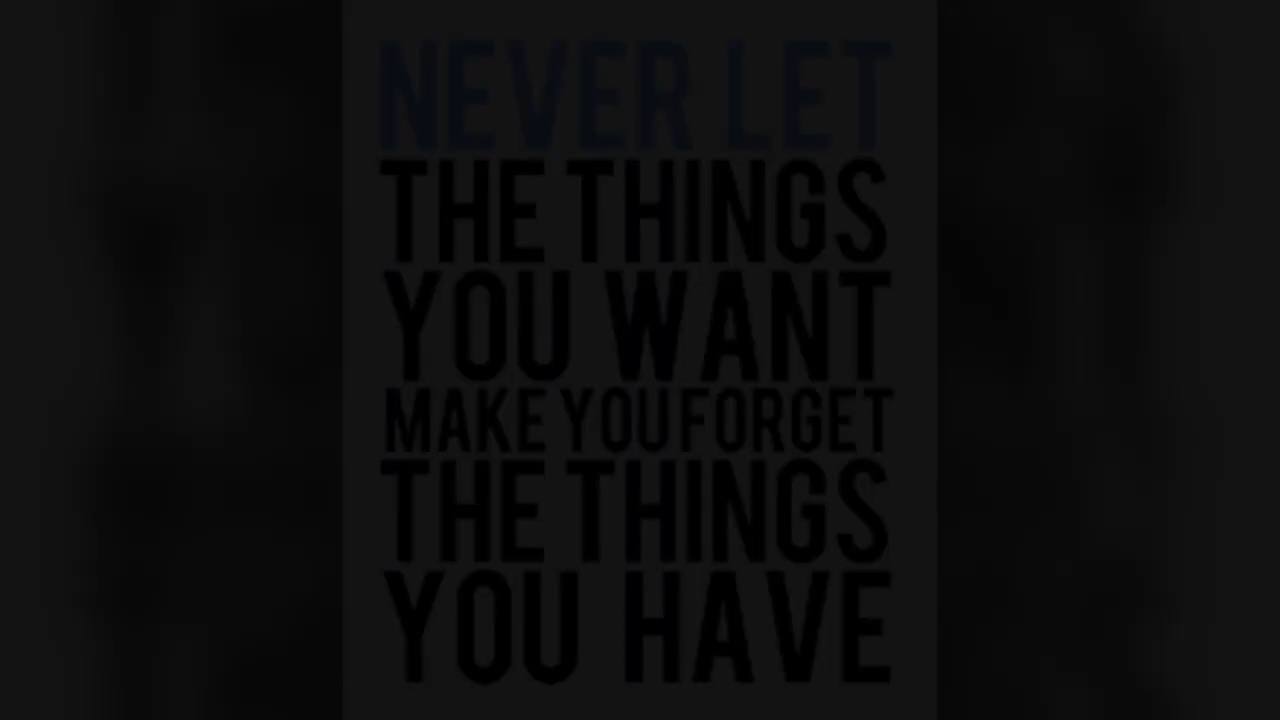 NEVER LET
THE THINGS
YOU WANT
MAKE YOU FORGET
THE THINGS
YOU HAVE